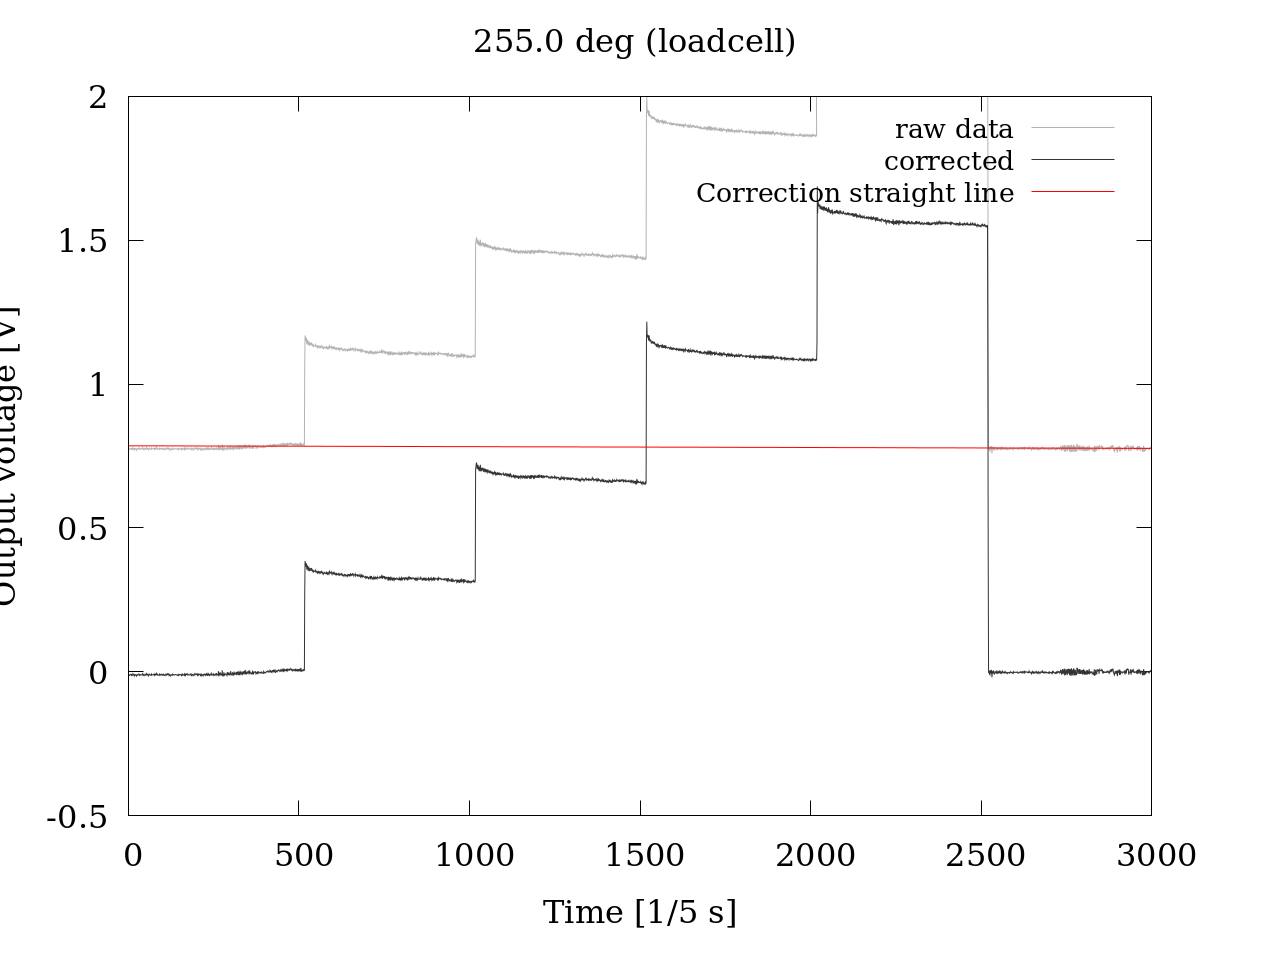 255.0 deg (loadcell)
2
1.5
1
0.5
0
-0.5
Output voltage [V]
raw data
corrected
Correction straight line
0 500 1000 1500 2000 2500 3000
Time [1/5 s]